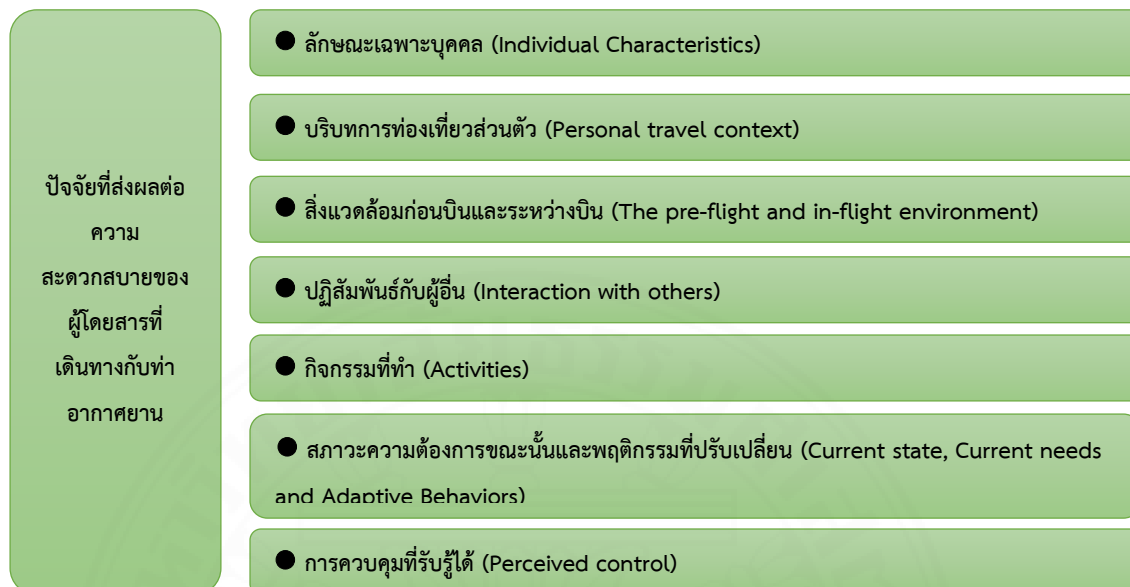 ปัจจัยที่ส่งผลต่อ
ความ
สะดวกสบายของ
ผู้โดยสารที่
เดินทางกับท่า
อากาศยาน
● ลักษณะเฉพาะบุคคล (Individual Characteristics)
● บริบทการท่องเที่ยวส่วนตัว (Personal travel context)
● สิ่งแวดล้อมก่อนบินและระหว่างบิน (The pre-flight and in-flight environment)
● ปฏิสัมพันธ์กับผู้อื่น (Interaction with others)
● กิจกรรมที่ทำ (Activities)
● สภาวะความต้องการขณะนั้นและพฤติกรรมที่ปรับเปลี่ยน (Current state, Current needs
and Adaptive Behaviors)
● การควบคุมที่รับรู้ได้ (Perceived control)